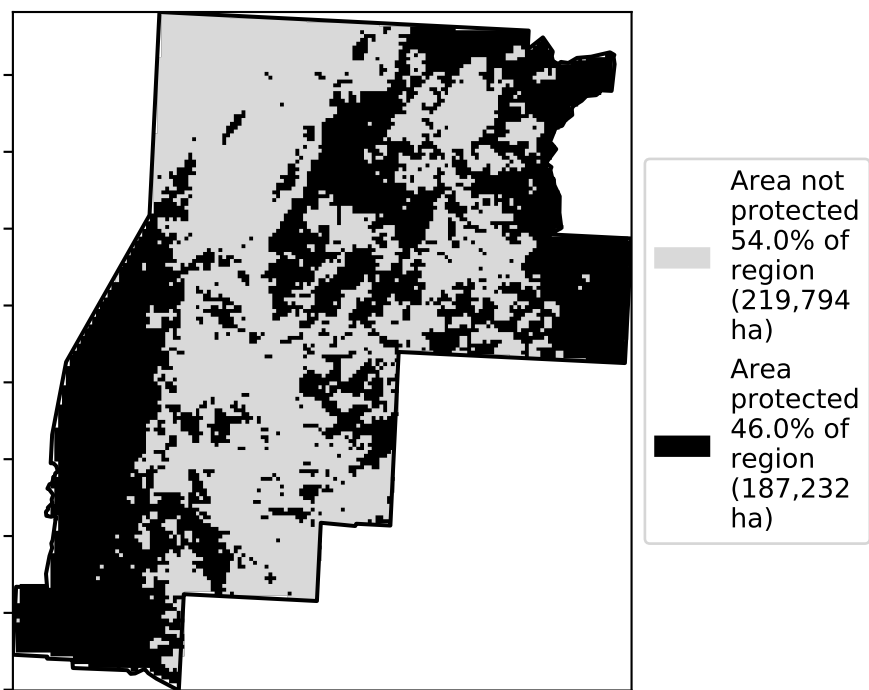 Area not
protected
54.0% of
region
(219,794
ha)
Area
protected
46.0% of
region
(187,232
ha)